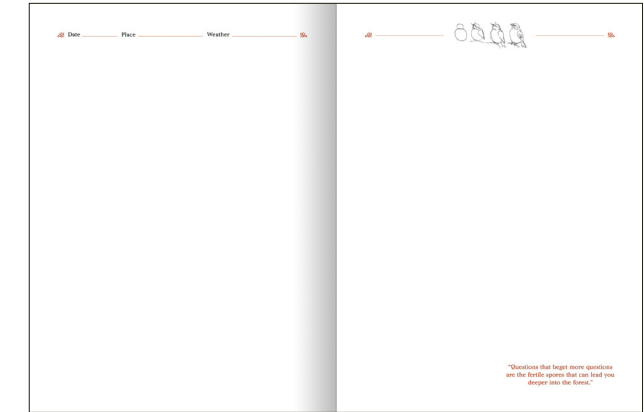 Date Place Weather
"Questions that beget more questions
are the fertile spores that can lead you
deeper into the forest."